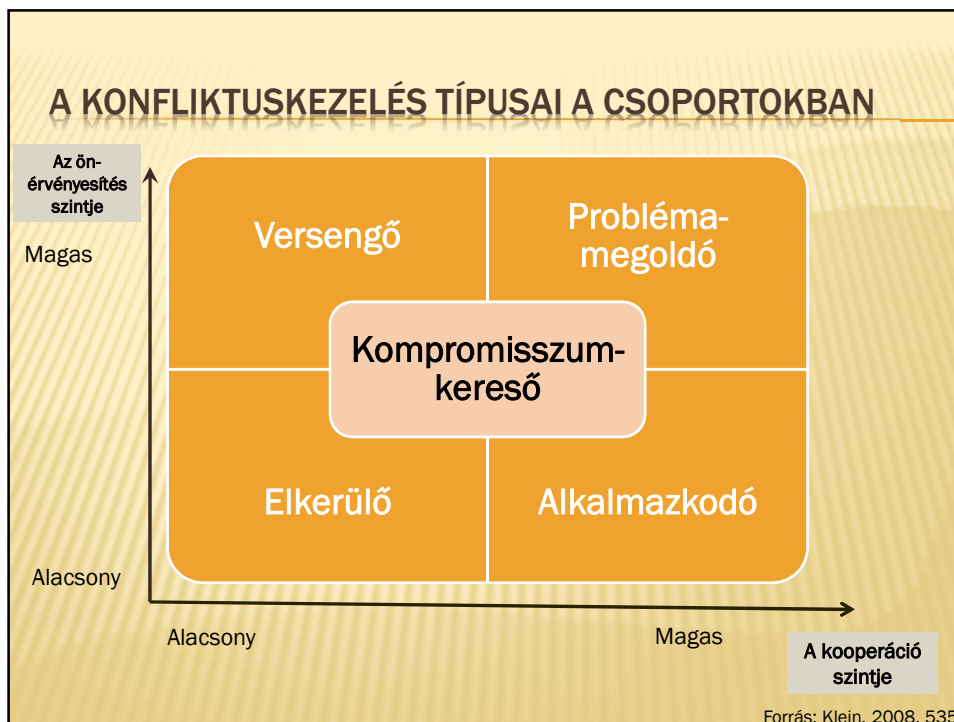 A KONFLIKTUSKEZELÉS TÍPUSAI A CSOPORTOKBAN
Az ön-
érvényesítés
szintje
Magas
Versengő
Probléma-
megoldó
Kompromisszum-
kereső
Elkerülő
Alkalmazkodó
Alacsony
Alacsony
Magas
A kooperáció
szintje
Forrás: Klein, 2008, 535